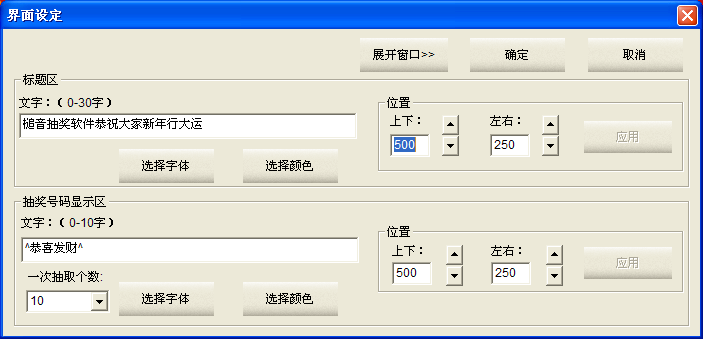 界面设定
展开窗口>> 确定 取消
标题区
文字：（0-30字）
槌音抽奖软件恭祝大家新年行大运
选择字体 选择颜色
位置
上下： 左右：
500 250 应用
抽奖号码显示区
文字：（0-10字）
^恭喜发财^
一次抽取个数:
10 选择字体 选择颜色
位置
上下： 左右：
500 250 应用